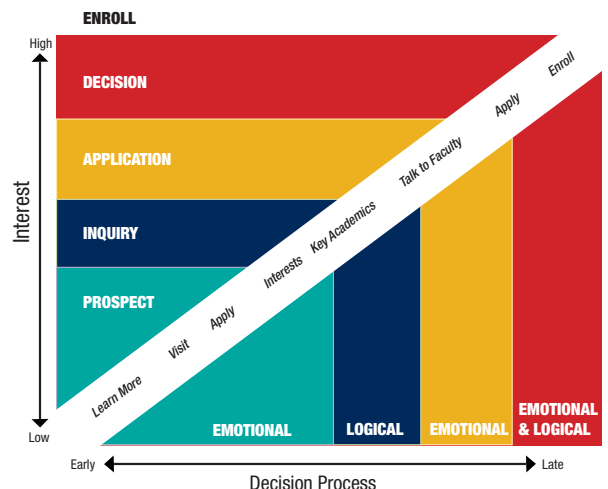 ENROLL
High
DECISION
APPLICATION
INQUIRY
PROSPECT
Interest
Low
Learn More
Visit
Apply
Interests
Key Academics
Talk to Faculty
Apply
Enroll
EMOTIONAL
LOGICAL
EMOTIONAL
EMOTIONAL
& LOGICAL
Early
Late
Decision Process